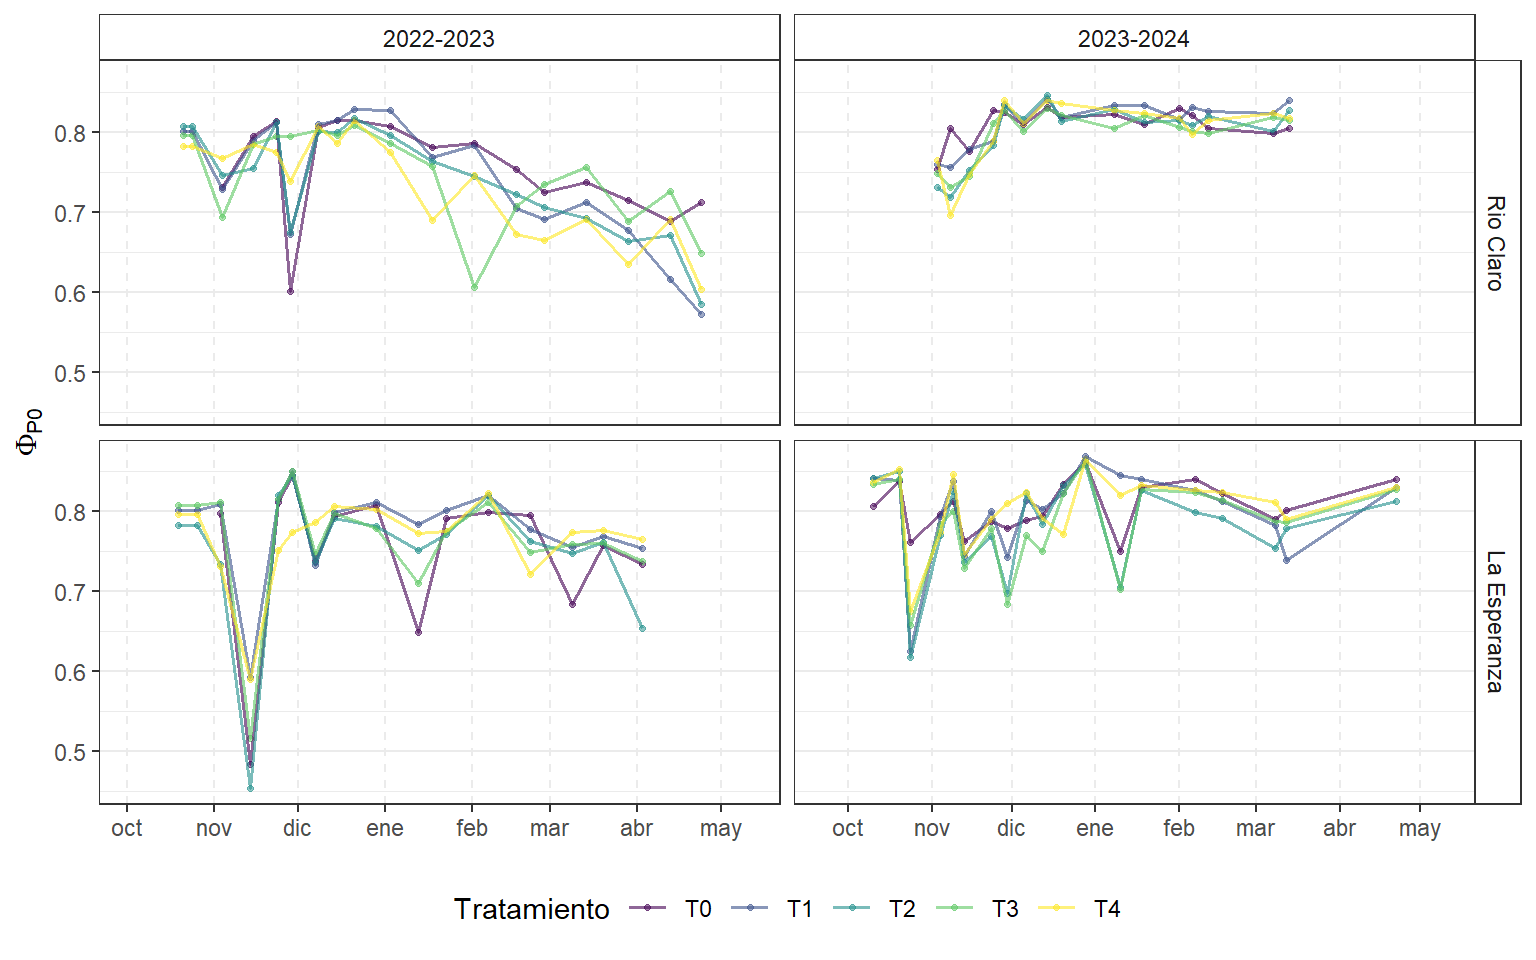 2022-2023 2023-2024
0.8
0.7
0.6
0.5
Rio Claro
ΦP0
0.8
0.7
0.6
0.5
La Esperanza
oct nov dic ene feb mar abr may
oct nov dic ene feb mar abr may
Tratamiento T0 T1 T2 T3 T4